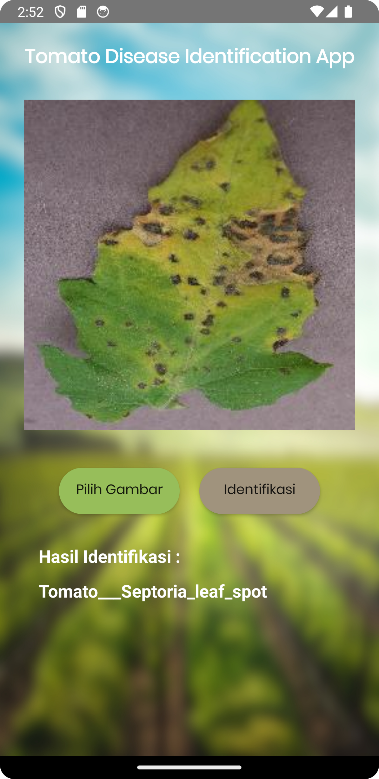 2:52
Tomato Disease Identification App
Pilih Gambar
Identifikasi
Hasil Identifikasi :
Tomato___Septoria_leaf_spot